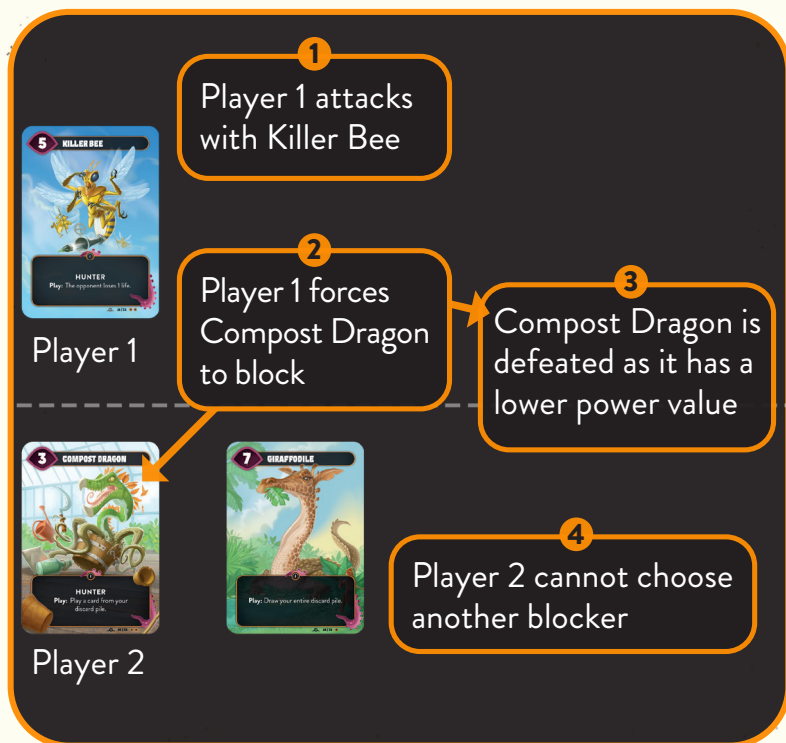 1
Player 1 attacks
with Killer Bee
5 KILLER BEE
HUNTER
Play: The opponent loses 1 life.
Player 1
2
Player 1 forces
Compost Dragon
to block
3
Compost Dragon is
defeated as it has a
lower power value
3 COMPOST DRAGON
HUNTER
Play: Play a card from your
discard pile.
Player 2
7 GIRAFFODILE
Play: Draw your entire discard pile.
4
Player 2 cannot choose
another blocker